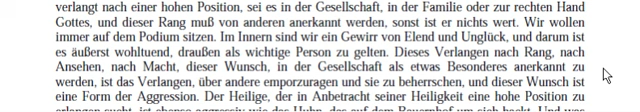 verlangt nach einer hohen Position, sei es in der Gesellschaft, in der Familie oder zur rechten Hand
Gottes, und dieser Rang muß von anderen anerkannt werden, sonst ist er nichts wert. Wir wollen
immer auf dem Podium sitzen. Im Innern sind wir ein Gewirr von Elend und Unglück, und darum ist
es äußerst wohltuend, draußen als wichtige Person zu gelten. Dieses Verlangen nach Rang, nach
Ansehen, nach Macht, dieser Wunsch, in der Gesellschaft als etwas Besonderes anerkannt zu
werden, ist das Verlangen, über andere emporzuragen und sie zu beherrschen, und dieser Wunsch ist
eine Form der Aggression. Der Heilige, der in Anbetracht seiner Heiligkeit eine hohe Position zu